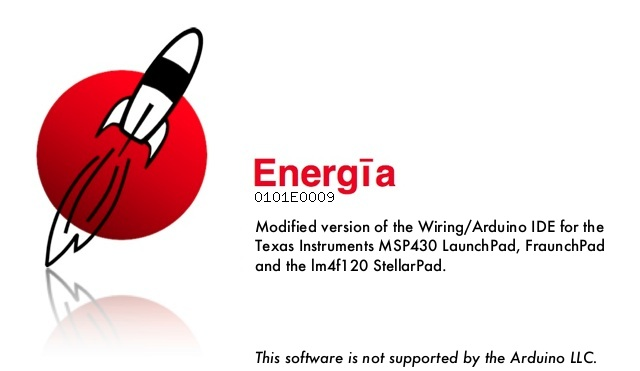 Energīa
0101E0009
Modified version of the Wiring/Arduino IDE for the
Texas Instruments MSP430 LaunchPad, FraunchPad
and the lm4f120 StellarPad.
This software is not supported by the Arduino LLC.